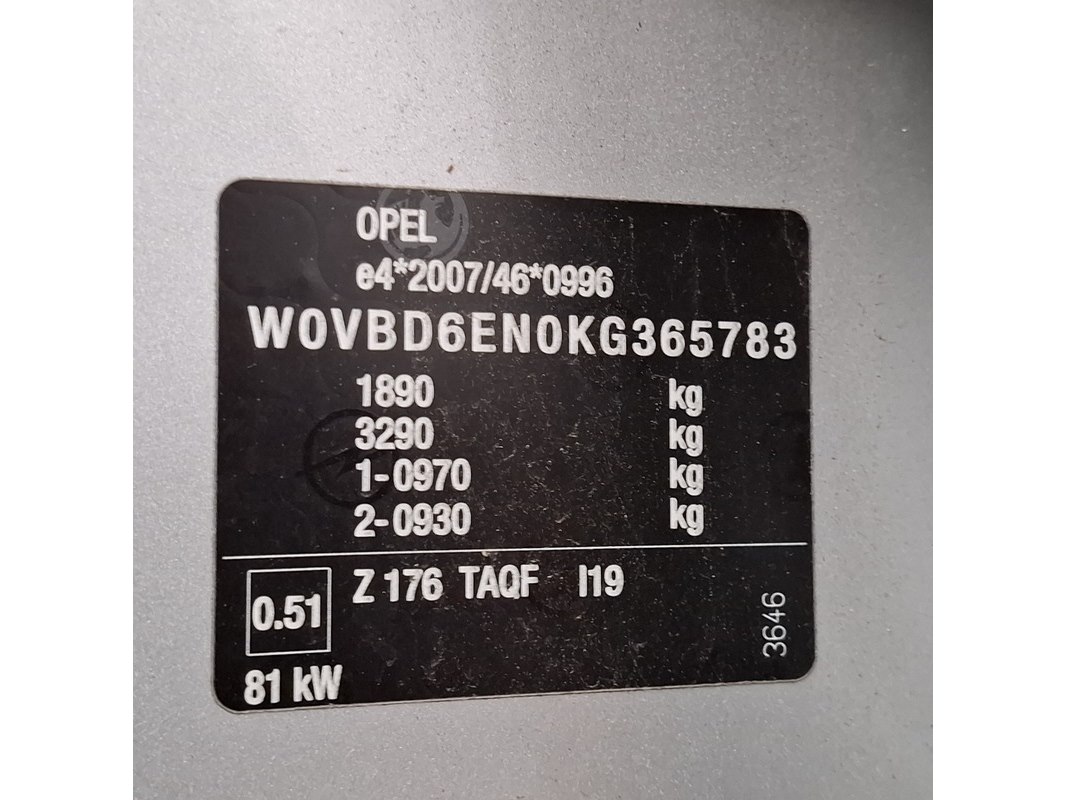 OPEL
e4*2007/46*0996
W0VBD6EN0KG365783
1890 kg
3290 kg
1-0970 kg
2-0930 kg
0.51 Z 176 TAQF I19
81 kW
3646